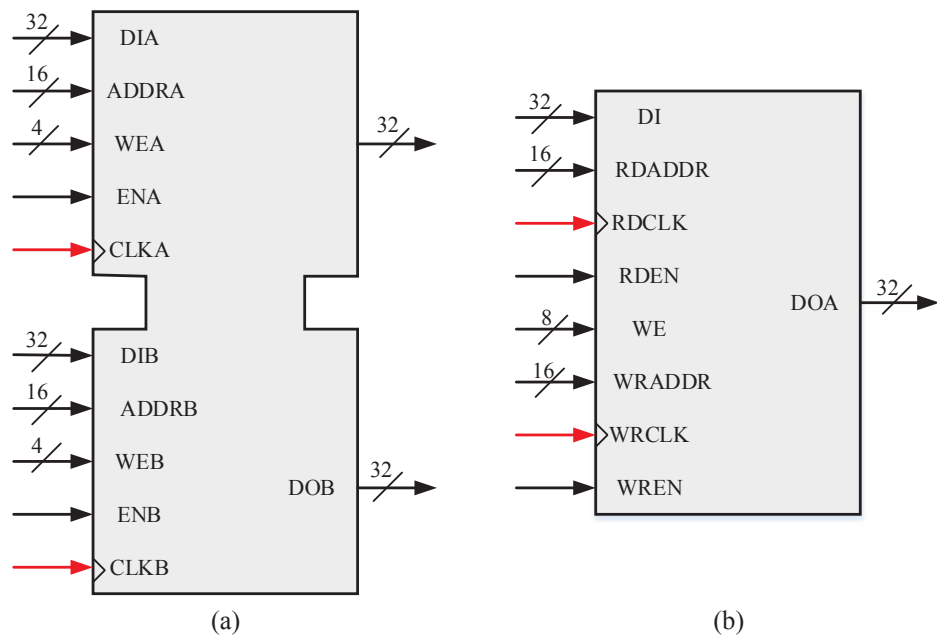 32
DIA
16
ADDRA
4
WEA
32
ENA
CLKA
32
DIB
16
ADDRB
4
WEB
DOB
32
ENB
CLKB
(a)
32
DI
16
RDADDR
RDCLK
RDEN
DOA
32
8
WE
16
WRADDR
WRCLK
WREN
(b)